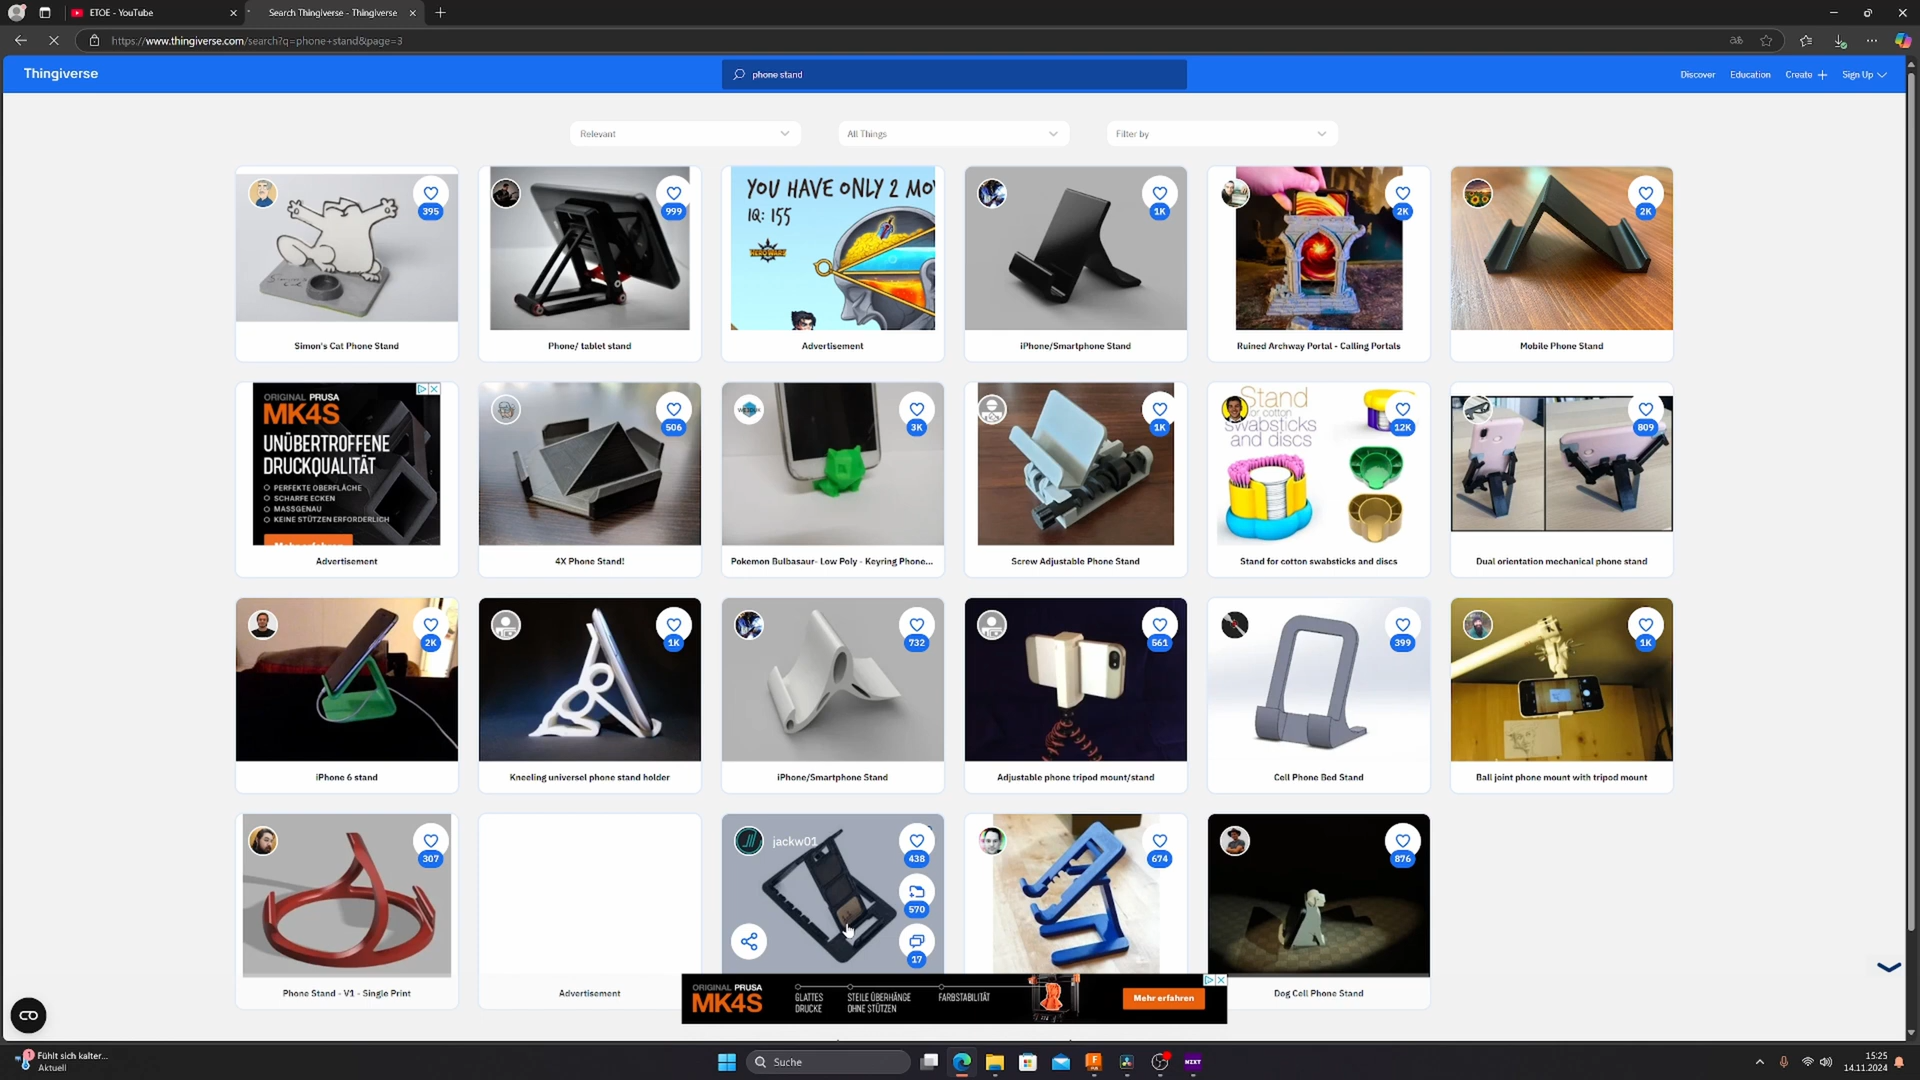 ETOE - YouTube
Search Thingiverse - Thingiverse
https://www.thingiverse.com/search?q=phone+stand&page=3
Thingiverse
phone stand
Discover
Education
Create
Sign Up
Relevant
All Things
Filter by
395
Simon's Cat Phone Stand
999
Phone/ tablet stand
YOU HAVE ONLY 2 MO
IQ: 155
HERO WARS
Advertisement
1K
iPhone/Smartphone Stand
2K
Ruined Archway Portal - Calling Portals
2K
Mobile Phone Stand
ORIGINAL PRUSA
MK4S
UNÜBERTROFFENE
DRUCKQUALITÄT
PERFEKTE OBERFLÄCHE
SCHARFE ECKEN
MASSGENAU
KEINE STÜTZEN ERFORDERLICH
Mehr erfahren
Advertisement
506
4X Phone Stand!
3K
Pokemon Bulbasaur- Low Poly - Keyring Phone...
1K
Screw Adjustable Phone Stand
Stand
for cotton
swabsticks
and discs
12K
Stand for cotton swabsticks and discs
809
Dual orientation mechanical phone stand
2K
iPhone 6 stand
1K
Kneeling universel phone stand holder
732
iPhone/Smartphone Stand
561
Adjustable phone tripod mount/stand
399
Cell Phone Bed Stand
1K
Ball joint phone mount with tripod mount
307
Phone Stand - V1 - Single Print
Advertisement
jackw01
438
570
17
674
876
Dog Cell Phone Stand
ORIGINAL PRUSA
MK4S
GLATTES
DRUCKE
STEILE ÜBERHÄNGE
OHNE STÜTZEN
FARBSTABILITÄT
Mehr erfahren
1
Fühlt sich kalter...
Aktuell
Suche
NZXT
15:25
14.11.2024